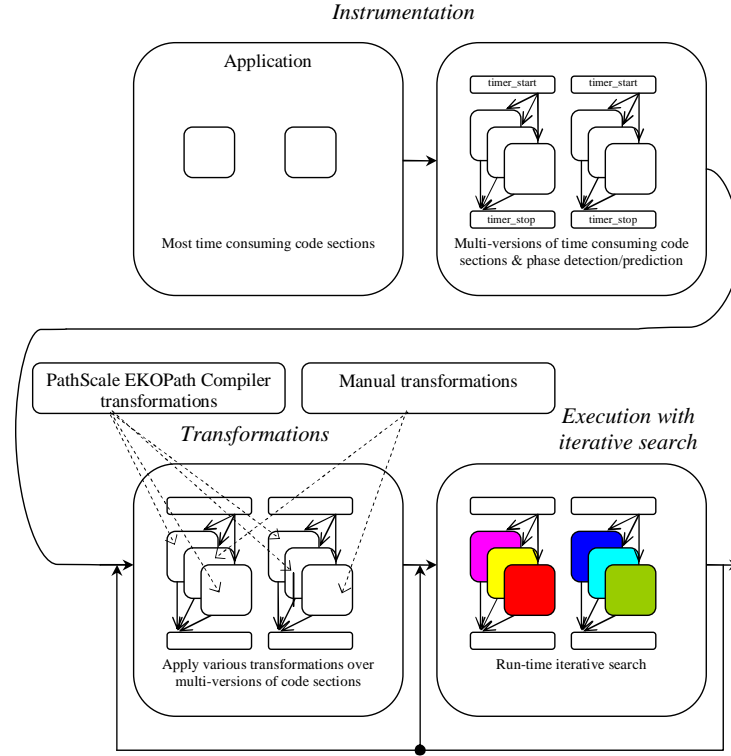 Instrumentation
Application
Most time consuming code sections
timer_start
timer_start
timer_stop
timer_stop
Multi-versions of time consuming code
sections & phase detection/prediction
PathScale EKOPath Compiler
transformations
Manual transformations
Transformations
Execution with
iterative search
Apply various transformations over
multi-versions of code sections
Run-time iterative search